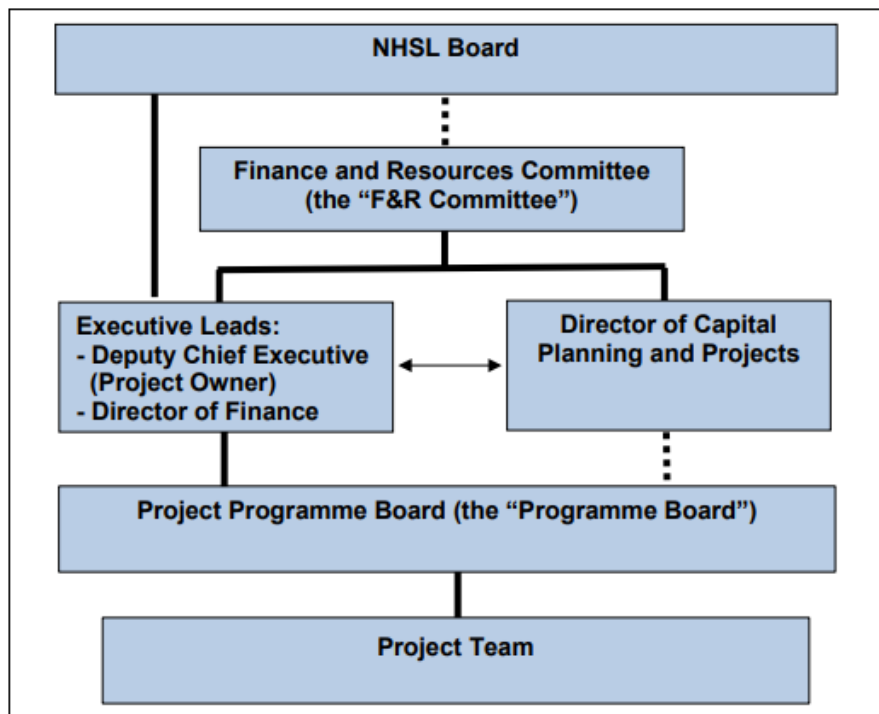 NHSL Board
Finance and Resources Committee
(the “F&R Committee”)
Executive Leads:
- Deputy Chief Executive
(Project Owner)
- Director of Finance
Director of Capital
Planning and Projects
Project Programme Board (the “Programme Board”)
Project Team